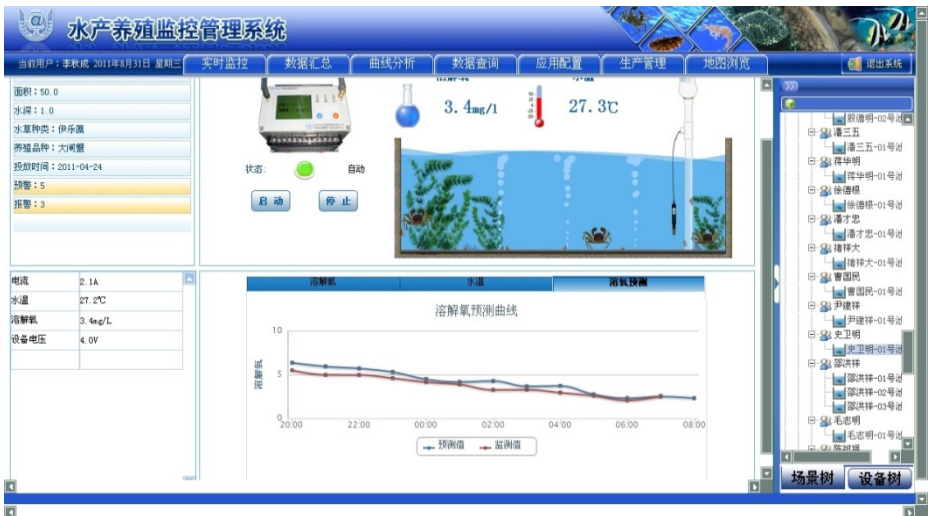 水产养殖监控管理系统
当前用户：李秋成 2011年8月31日 星期三
实时监控 数据汇总 曲线分析 数据查询 应用配置 生产管理 地图浏览
退出系统
面积：50.0
水深：1.0
水草种类：伊乐藻
养殖品种：大闸蟹
投放时间：2011-04-24
预警：5
报警：3
溶解氧 水温
3.4mg/l 27.3℃
状态： 自动
启动 停止
电流 2.1A
水温 27.2℃
溶解氧 3.4mg/L
设备电压 4.0V
溶解氧 水温 溶氧预测
溶解氧预测曲线
溶解氧
10
5
0
20:00 22:00 00:00 02:00 04:00 06:00 08:00
预测值 监测值
殷德明-02号池
潘三五
潘三五-01号池
蒋华明
蒋华明-01号池
徐德根
徐德根-01号池
潘才忠
潘才忠-01号池
褚祥大
褚祥大-01号池
曹国民
曹国民-01号池
尹建祥
尹建祥-01号池
史卫明
史卫明-01号池
邵洪祥
邵洪祥-01号池
邵洪祥-02号池
邵洪祥-03号池
毛志明
毛志明-01号池
场景树 设备树